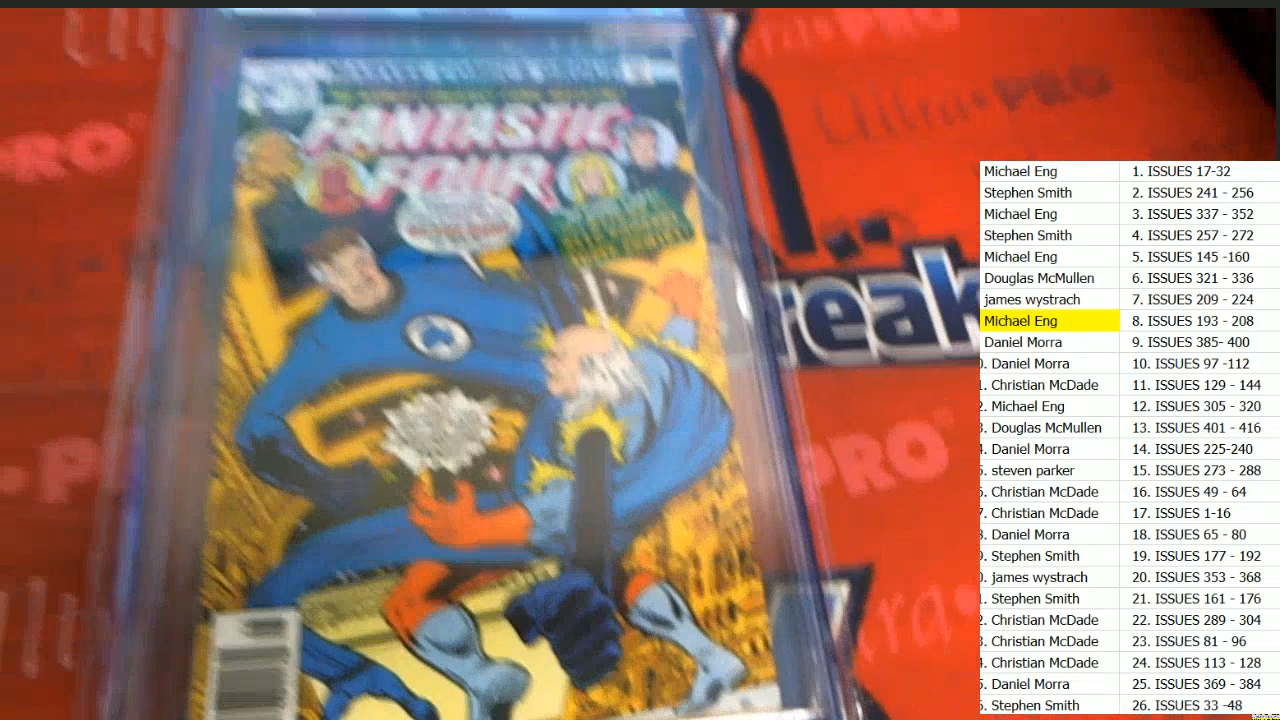 Ultra•PRO
FANTASTIC
FOUR
PRO
reak
PRO
Michael Eng 1. ISSUES 17-32
Stephen Smith 2. ISSUES 241 - 256
Michael Eng 3. ISSUES 337 - 352
Stephen Smith 4. ISSUES 257 - 272
Michael Eng 5. ISSUES 145 -160
Douglas McMullen 6. ISSUES 321 - 336
james wystrach 7. ISSUES 209 - 224
Michael Eng 8. ISSUES 193 - 208
Daniel Morra 9. ISSUES 385- 400
. Daniel Morra 10. ISSUES 97 -112
. Christian McDade 11. ISSUES 129 - 144
. Michael Eng 12. ISSUES 305 - 320
. Douglas McMullen 13. ISSUES 401 - 416
. Daniel Morra 14. ISSUES 225-240
. steven parker 15. ISSUES 273 - 288
. Christian McDade 16. ISSUES 49 - 64
. Christian McDade 17. ISSUES 1-16
. Daniel Morra 18. ISSUES 65 - 80
. Stephen Smith 19. ISSUES 177 - 192
. james wystrach 20. ISSUES 353 - 368
. Stephen Smith 21. ISSUES 161 - 176
. Christian McDade 22. ISSUES 289 - 304
. Christian McDade 23. ISSUES 81 - 96
. Christian McDade 24. ISSUES 113 - 128
. Daniel Morra 25. ISSUES 369 - 384
. Stephen Smith 26. ISSUES 33 -48